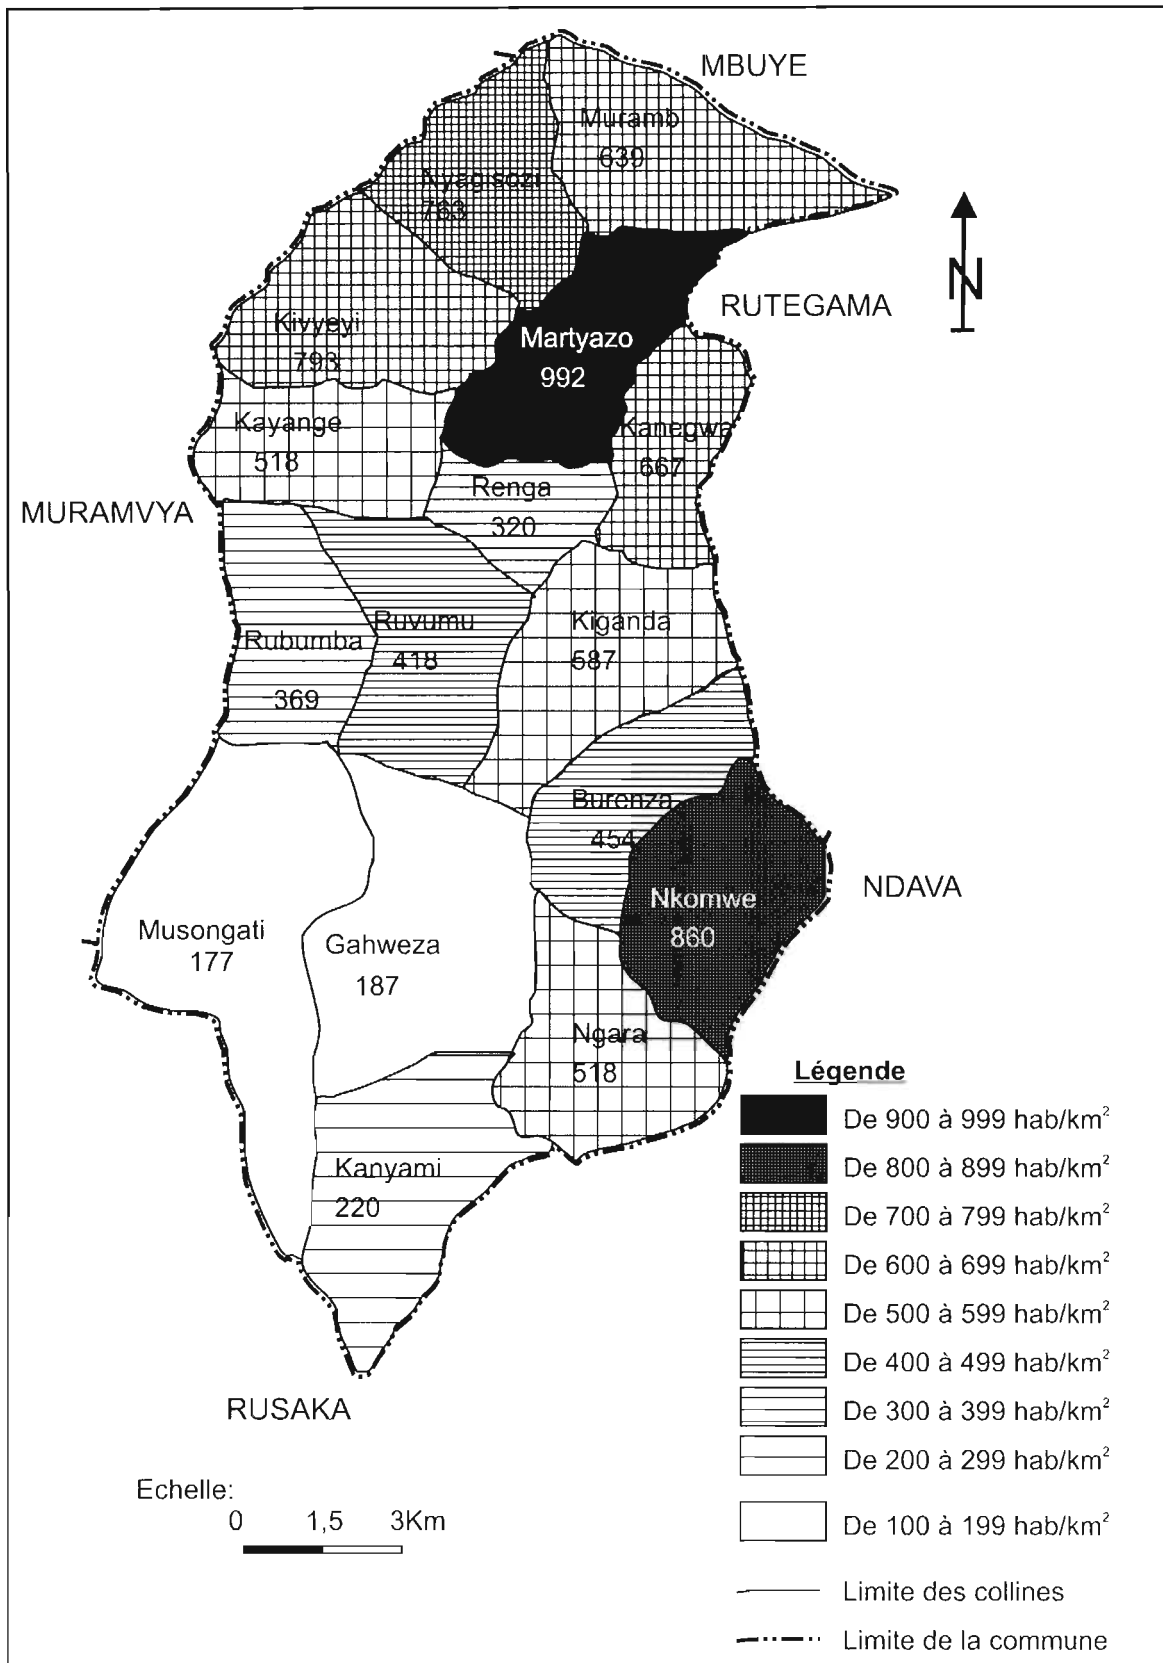 MBUYE
Muramb
639
Nyagisozi
763
RUTEGAMA
N
Kivyeyi
793
Martyazo
992
Kayange
518
Kanegwa
667
Renga
320
MURAMVYA
Rubumba
369
Ruvumu
418
Kiganda
587
Burenza
454
Nkomwe
860
NDAVA
Musongati
177
Gahweza
187
Ngara
518
Kanyami
220
RUSAKA
Légende
De 900 à 999 hab/km²
De 800 à 899 hab/km²
De 700 à 799 hab/km²
De 600 à 699 hab/km²
De 500 à 599 hab/km²
De 400 à 499 hab/km²
De 300 à 399 hab/km²
De 200 à 299 hab/km²
De 100 à 199 hab/km²
Limite des collines
Limite de la commune
Echelle:
0 1,5 3Km